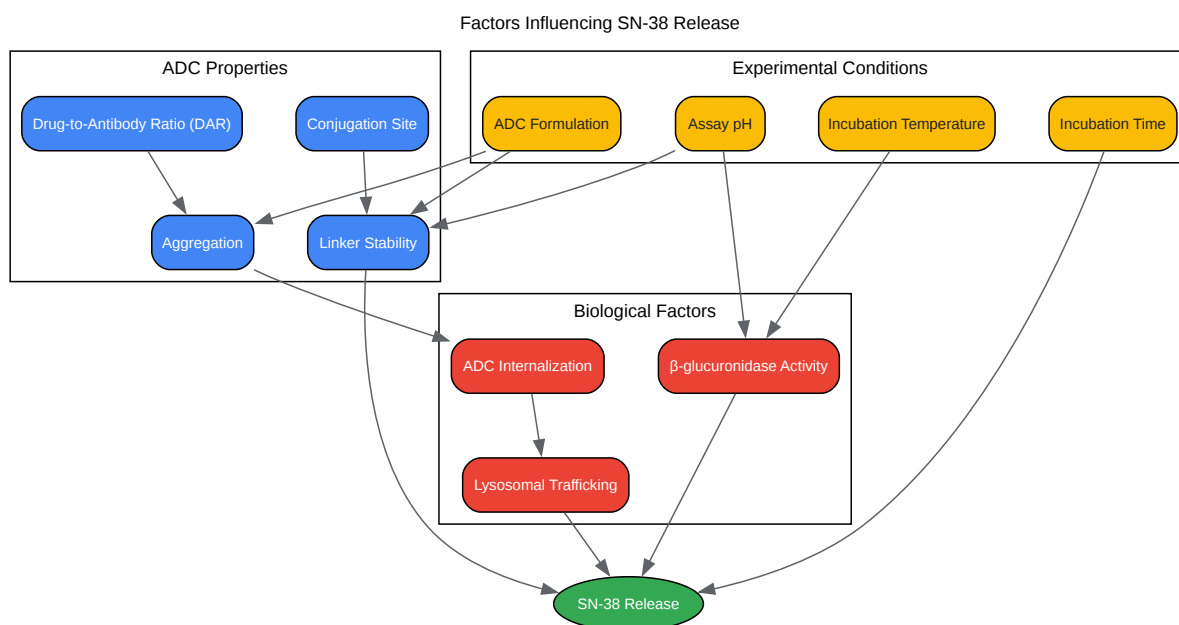 Factors Influencing SN-38 Release
ADC Properties
Experimental Conditions
Drug-to-Antibody Ratio (DAR)
Conjugation Site
ADC Formulation
Assay pH
Incubation Temperature
Incubation Time
Aggregation
Linker Stability
Biological Factors
ADC Internalization
β-glucuronidase Activity
Lysosomal Trafficking
SN-38 Release